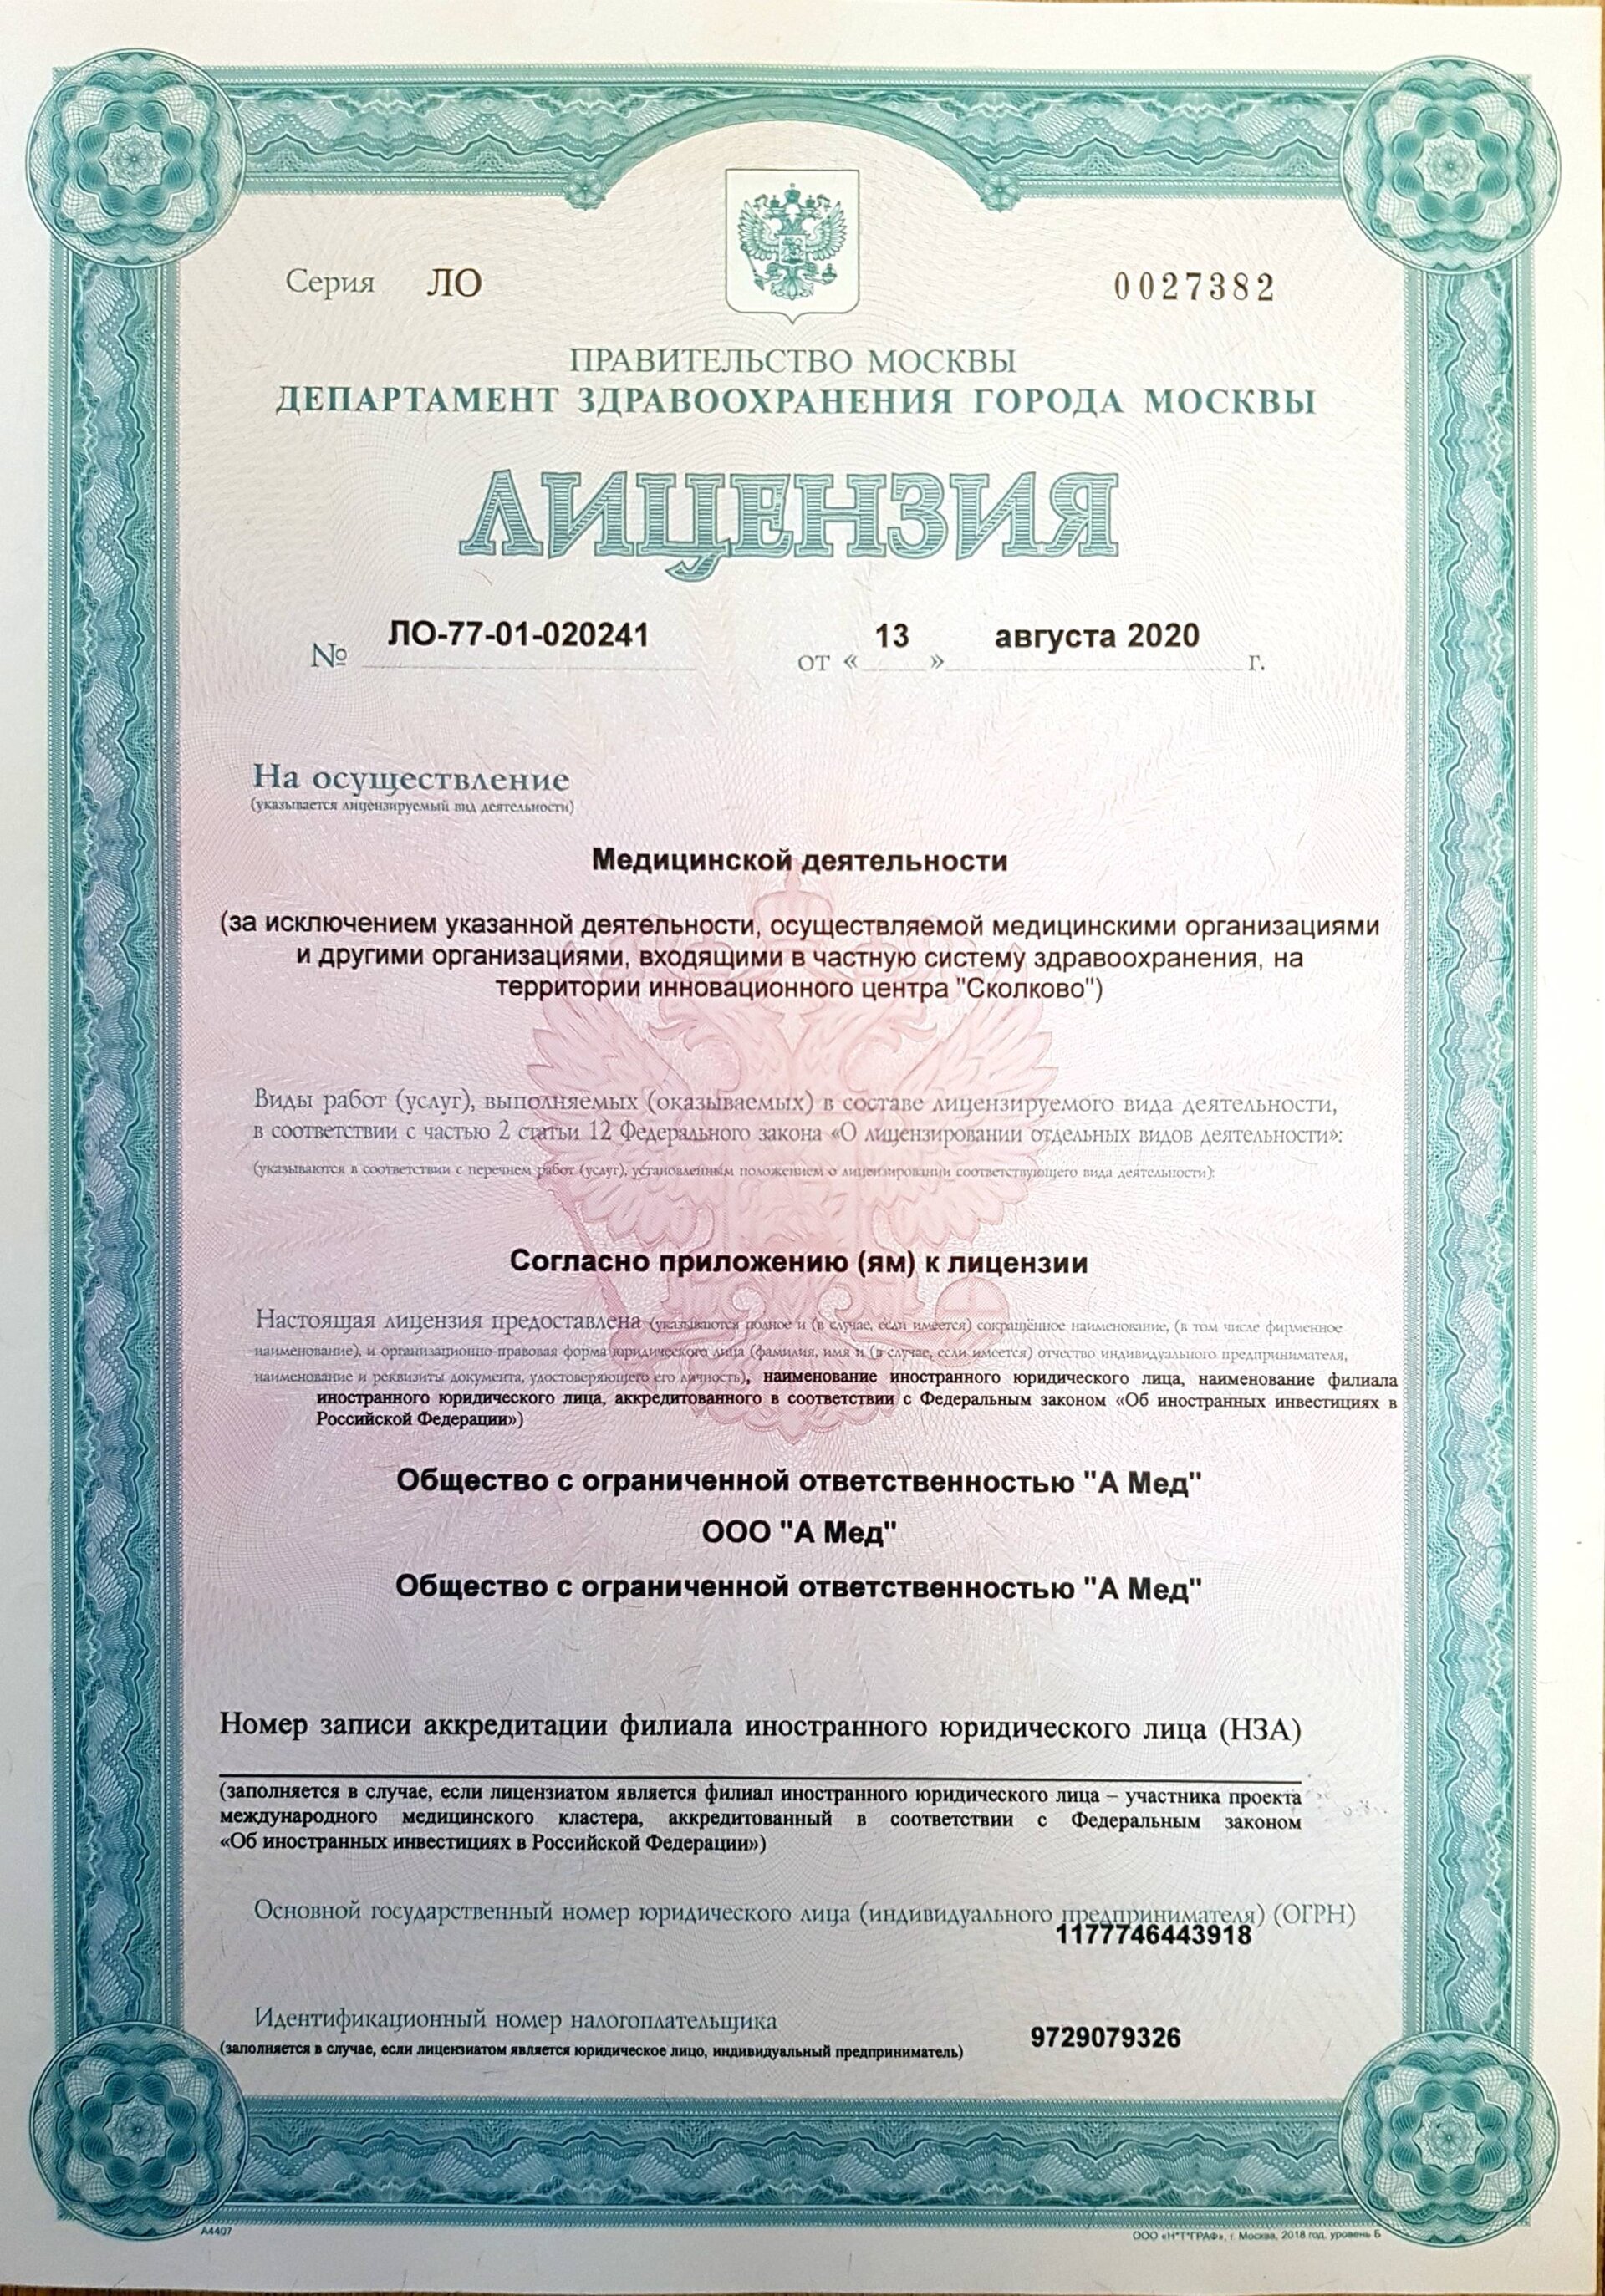 Серия ЛО 0027382
ПРАВИТЕЛЬСТВО МОСКВЫ
ДЕПАРТАМЕНТ ЗДРАВООХРАНЕНИЯ ГОРОДА МОСКВЫ
ЛИЦЕНЗИЯ
№ ЛО-77-01-020241 от « 13 » августа 2020 г.
На осуществление
(указывается лицензируемый вид деятельности)
Медицинской деятельности
(за исключением указанной деятельности, осуществляемой медицинскими организациями
и другими организациями, входящими в частную систему здравоохранения, на
территории инновационного центра "Сколково")
Виды работ (услуг), выполняемых (оказываемых) в составе лицензируемого вида деятельности,
в соответствии с частью 2 статьи 12 Федерального закона «О лицензировании отдельных видов деятельности»:
(указываются в соответствии с перечнем работ (услуг), установленным положением о лицензировании соответствующего вида деятельности):
Согласно приложению (ям) к лицензии
Настоящая лицензия предоставлена (указываются полное и (в случае, если имеется) сокращённое наименование, (в том числе фирменное
наименование), и организационно-правовая форма юридического лица (фамилия, имя и (в случае, если имеется) отчество индивидуального предпринимателя,
наименование и реквизиты документа, удостоверяющего его личность), наименование иностранного юридического лица, наименование филиала
иностранного юридического лица, аккредитованного в соответствии с Федеральным законом «Об иностранных инвестициях в
Российской Федерации»)
Общество с ограниченной ответственностью "А Мед"
ООО "А Мед"
Общество с ограниченной ответственностью "А Мед"
Номер записи аккредитации филиала иностранного юридического лица (НЗА)
(заполняется в случае, если лицензиатом является филиал иностранного юридического лица – участника проекта
международного медицинского кластера, аккредитованный в соответствии с Федеральным законом
«Об иностранных инвестициях в Российской Федерации»)
Основной государственный номер юридического лица (индивидуального предпринимателя) (ОГРН)
1177746443918
Идентификационный номер налогоплательщика
(заполняется в случае, если лицензиатом является юридическое лицо, индивидуальный предприниматель) 9729079326
А4407 ООО «Н*Т*ГРАФ», г. Москва, 2018 год, уровень Б